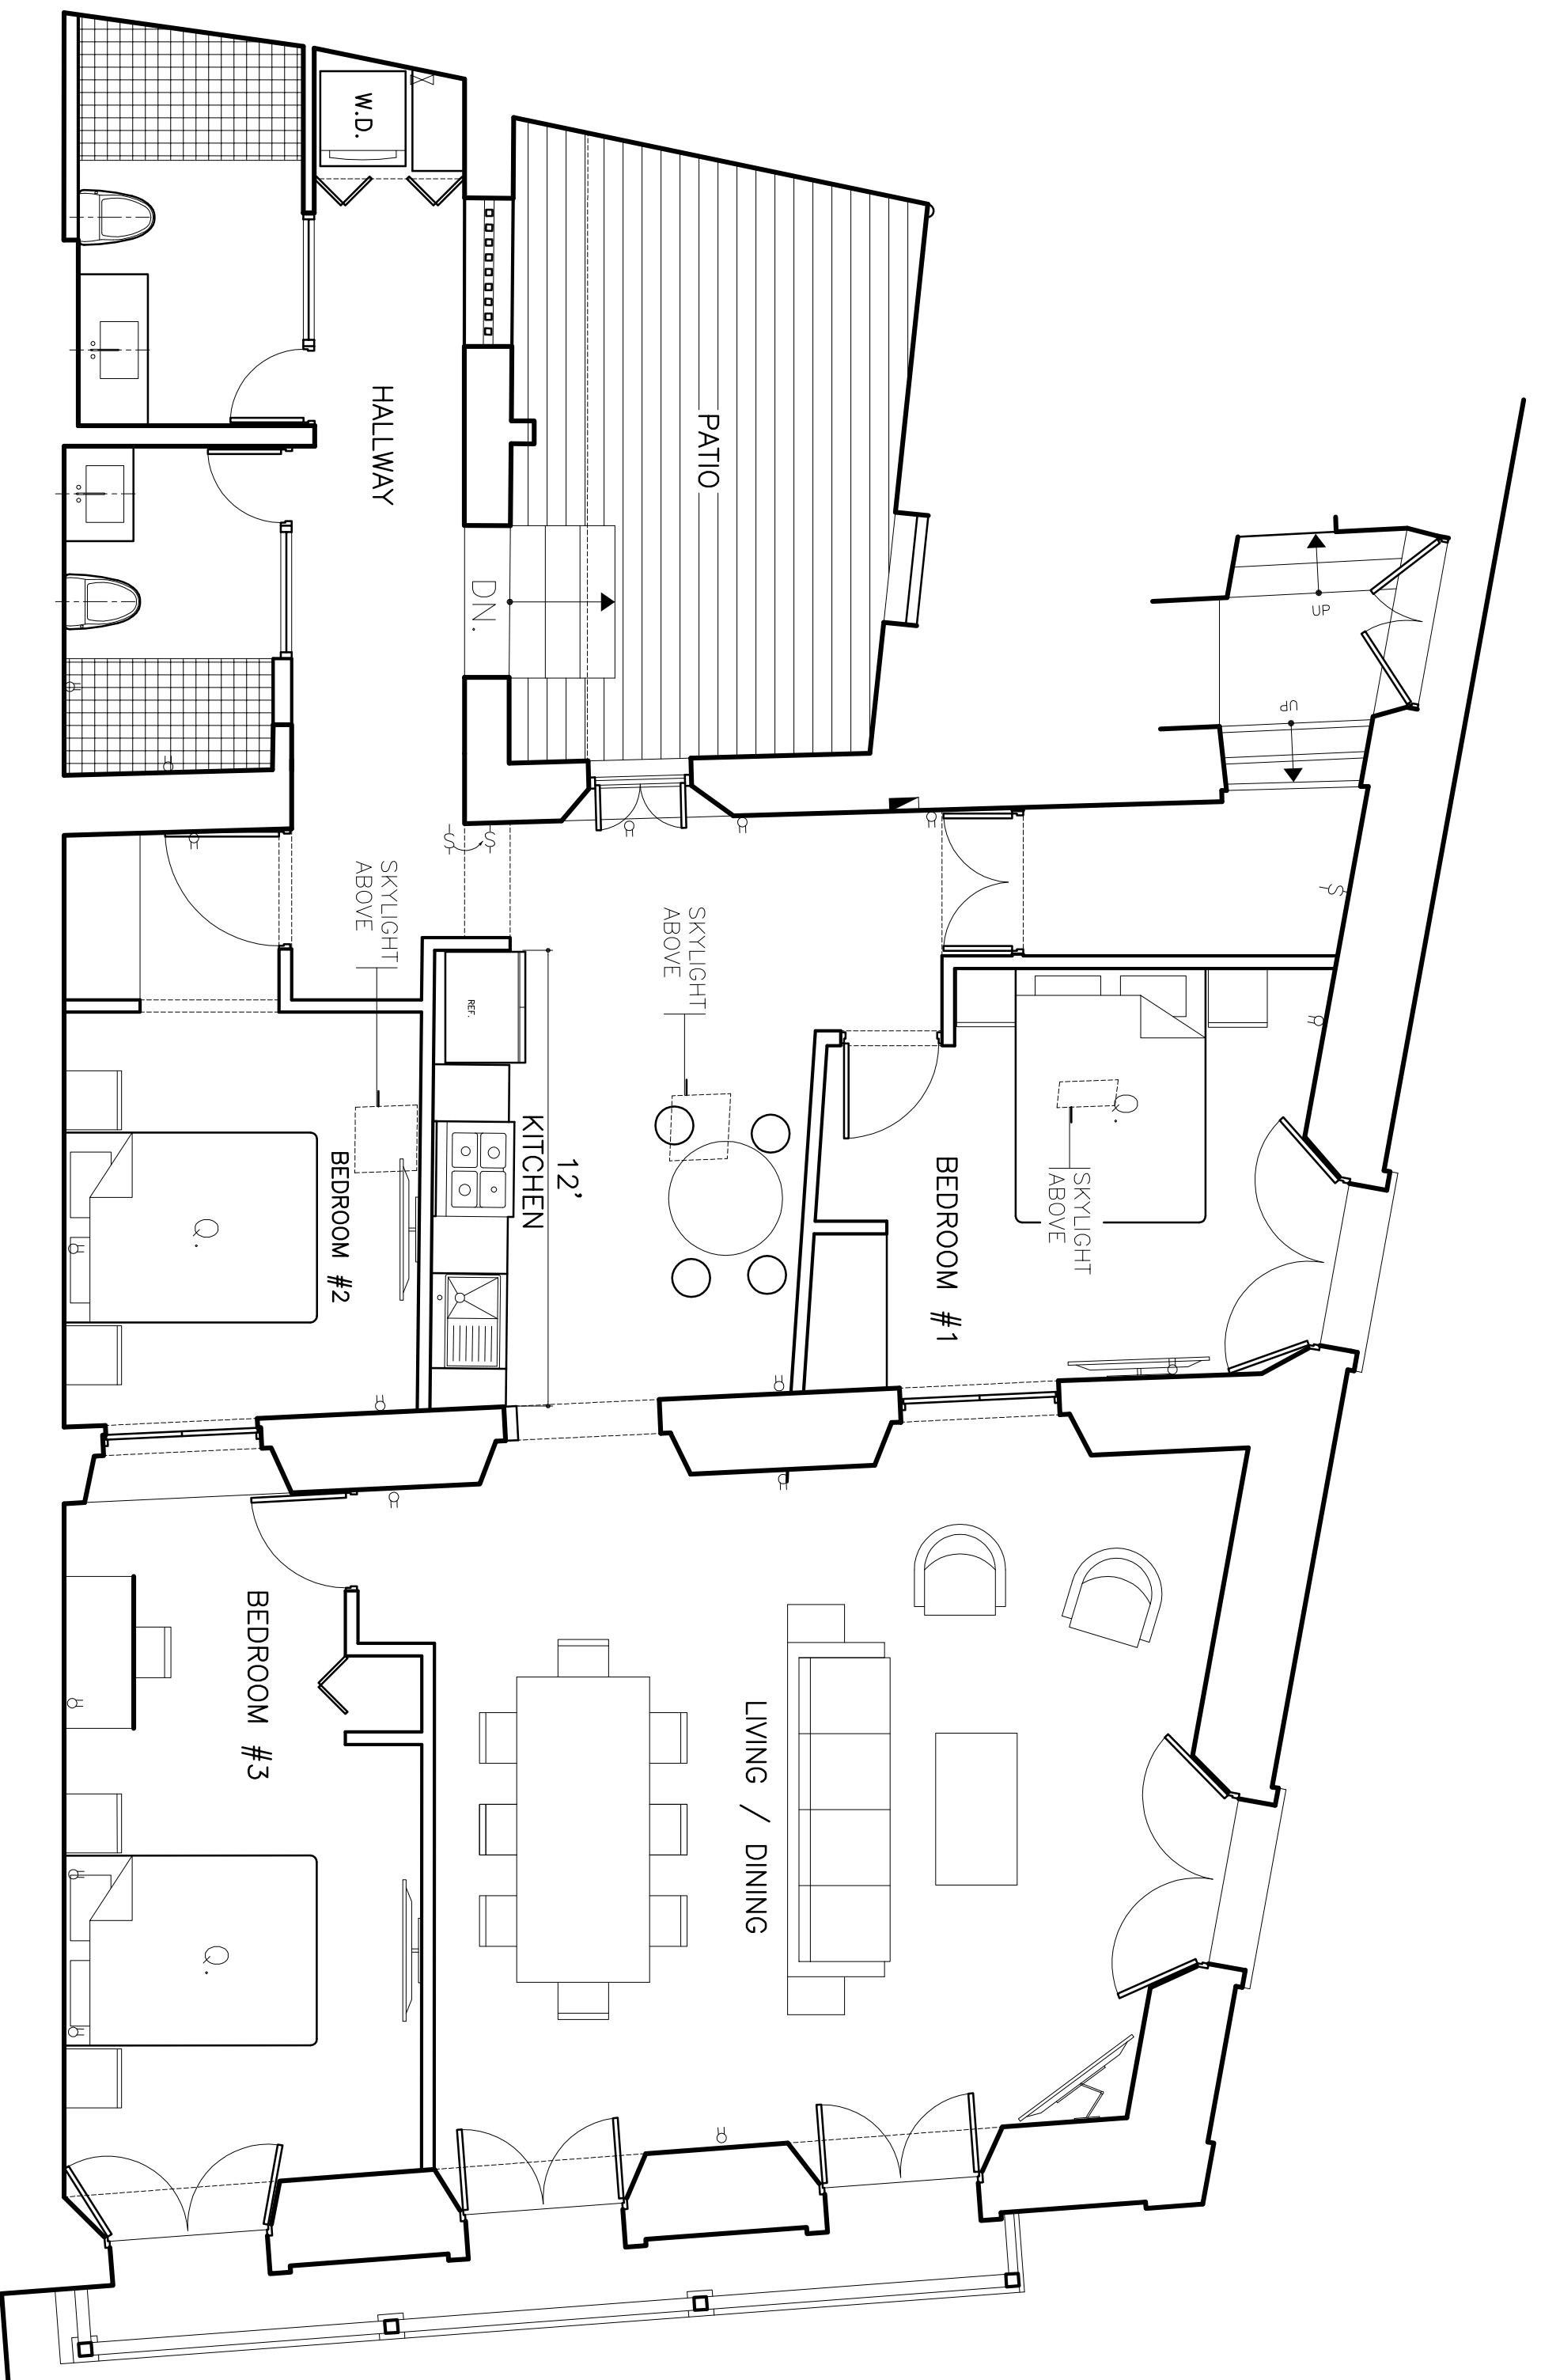 W.D.
HALLWAY
PATIO
DN.
UP
UP
S
S
S
SKYLIGHT
ABOVE
SKYLIGHT
ABOVE
SKYLIGHT
ABOVE
REF.
12'
KITCHEN
BEDROOM #1
BEDROOM #2
Q.
Q.
BEDROOM #3
LIVING / DINING
Q.